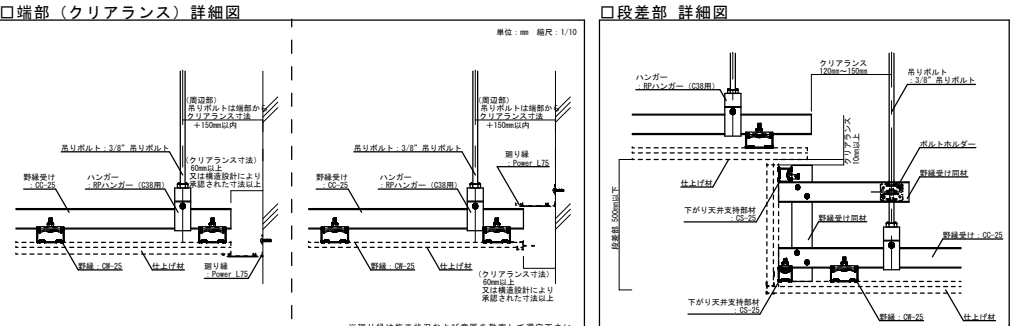 □端部（クリアランス）詳細図
単位：mm 縮尺：1/10
(周辺部)
吊りボルトは端部から
クリアランス寸法
＋150mm以内
吊りボルト：3/8" 吊りボルト
(クリアランス寸法)
60mm以上
又は構造設計により
承認された寸法以上
野縁受け
：CC-25
ハンガー
：RPハンガー（C38用）
野縁：CW-25
仕上げ材
廻り縁
：Power L75
(周辺部)
吊りボルトは端部から
クリアランス寸法
＋150mm以内
吊りボルト：3/8" 吊りボルト
廻り縁
：Power L75
野縁受け
：CC-25
ハンガー
：RPハンガー（C38用）
野縁：CW-25
仕上げ材
(クリアランス寸法)
60mm以上
又は構造設計により
承認された寸法以上
□段差部 詳細図
ハンガー
：RPハンガー（C38用）
クリアランス
120mm～150mm
吊りボルト
：3/8" 吊りボルト
クリアランス
10mm以上
ボルトホルダー
仕上げ材
野縁受け同材
段差部 500mm以下
下がり天井支持部材
：CS-25
野縁受け同材
野縁受け：CC-25
下がり天井支持部材
：CS-25
野縁：CW-25
仕上げ材